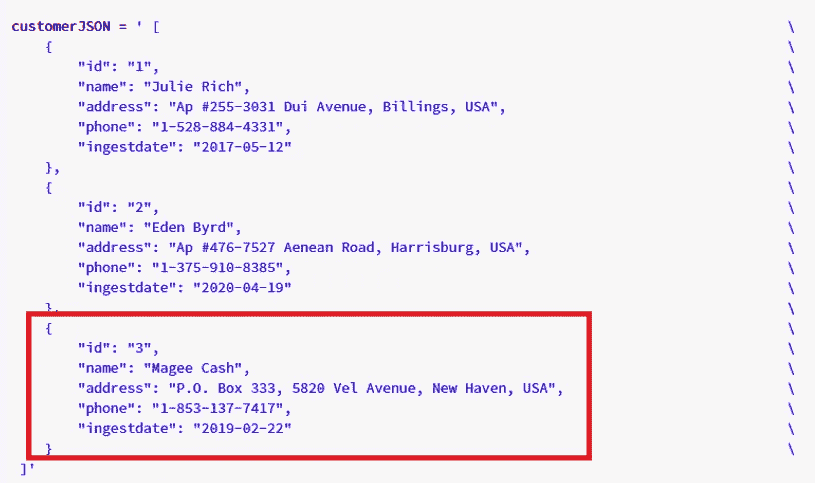 customerJSON = ' [ \
    { \
        "id": "1", \
        "name": "Julie Rich", \
        "address": "Ap #255-3031 Dui Avenue, Billings, USA", \
        "phone": "1-528-884-4331", \
        "ingestdate": "2017-05-12" \
    }, \
    { \
        "id": "2", \
        "name": "Eden Byrd", \
        "address": "Ap #476-7527 Aenean Road, Harrisburg, USA", \
        "phone": "1-375-910-8385", \
        "ingestdate": "2020-04-19" \
    }, \
    { \
        "id": "3", \
        "name": "Magee Cash", \
        "address": "P.O. Box 333, 5820 Vel Avenue, New Haven, USA", \
        "phone": "1-853-137-7417", \
        "ingestdate": "2019-02-22" \
    } \
 ]'